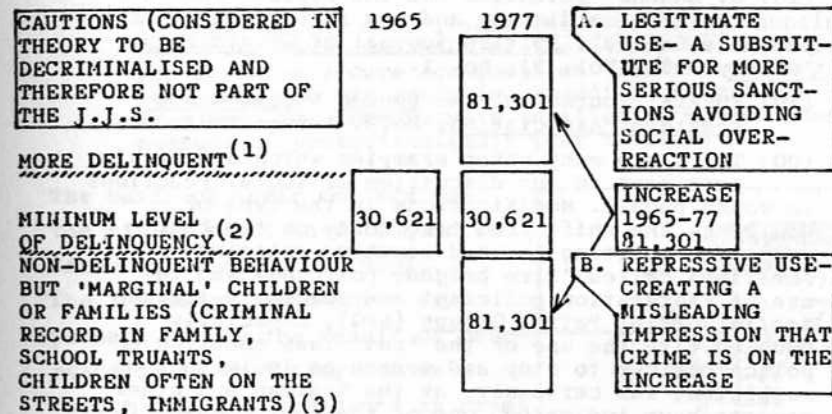 CAUTIONS (CONSIDERED IN
THEORY TO BE
DECRIMINALISED AND
THEREFORE NOT PART OF
THE J.J.S.
1965
1977
81,301
A. LEGITIMATE
USE- A SUBSTIT-
UTE FOR MORE
SERIOUS SANCT-
IONS AVOIDING
SOCIAL OVER-
REACTION
MORE DELINQUENT(1)
MINIMUM LEVEL
OF DELINQUENCY(2)
30,621
30,621
INCREASE
1965-77
81,301
NON-DELINQUENT BEHAVIOUR
BUT 'MARGINAL' CHILDREN
OR FAMILIES (CRIMINAL
RECORD IN FAMILY,
SCHOOL TRUANTS,
CHILDREN OFTEN ON THE
STREETS, IMMIGRANTS)(3)
81,301
B. REPRESSIVE USE-
CREATING A
MISLEADING
IMPRESSION THAT
CRIME IS ON THE
INCREASE